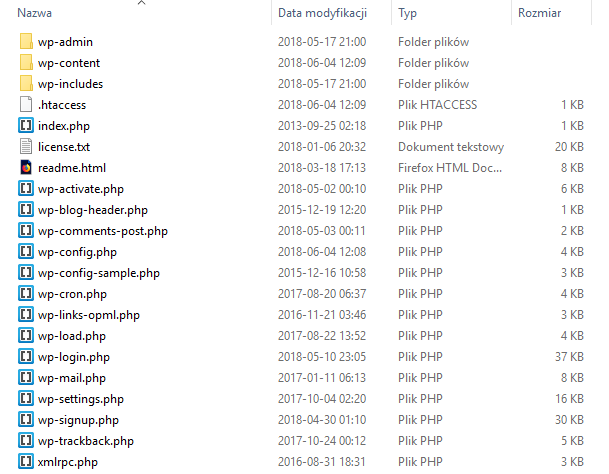 Nazwa Data modyfikacji Typ Rozmiar
wp-admin 2018-05-17 21:00 Folder plików
wp-content 2018-06-04 12:09 Folder plików
wp-includes 2018-05-17 21:00 Folder plików
.htaccess 2018-06-04 12:09 Plik HTACCESS 1 KB
index.php 2013-09-25 02:18 Plik PHP 1 KB
license.txt 2018-01-06 20:32 Dokument tekstowy 20 KB
readme.html 2018-03-18 17:13 Firefox HTML Doc... 8 KB
wp-activate.php 2018-05-02 00:10 Plik PHP 6 KB
wp-blog-header.php 2015-12-19 12:20 Plik PHP 1 KB
wp-comments-post.php 2018-05-03 00:11 Plik PHP 2 KB
wp-config.php 2018-06-04 12:08 Plik PHP 4 KB
wp-config-sample.php 2015-12-16 10:58 Plik PHP 3 KB
wp-cron.php 2017-08-20 06:37 Plik PHP 4 KB
wp-links-opml.php 2016-11-21 03:46 Plik PHP 3 KB
wp-load.php 2017-08-22 13:52 Plik PHP 4 KB
wp-login.php 2018-05-10 23:05 Plik PHP 37 KB
wp-mail.php 2017-01-11 06:13 Plik PHP 8 KB
wp-settings.php 2017-10-04 02:20 Plik PHP 16 KB
wp-signup.php 2018-04-30 01:10 Plik PHP 30 KB
wp-trackback.php 2017-10-24 00:12 Plik PHP 5 KB
xmlrpc.php 2016-08-31 18:31 Plik PHP 3 KB